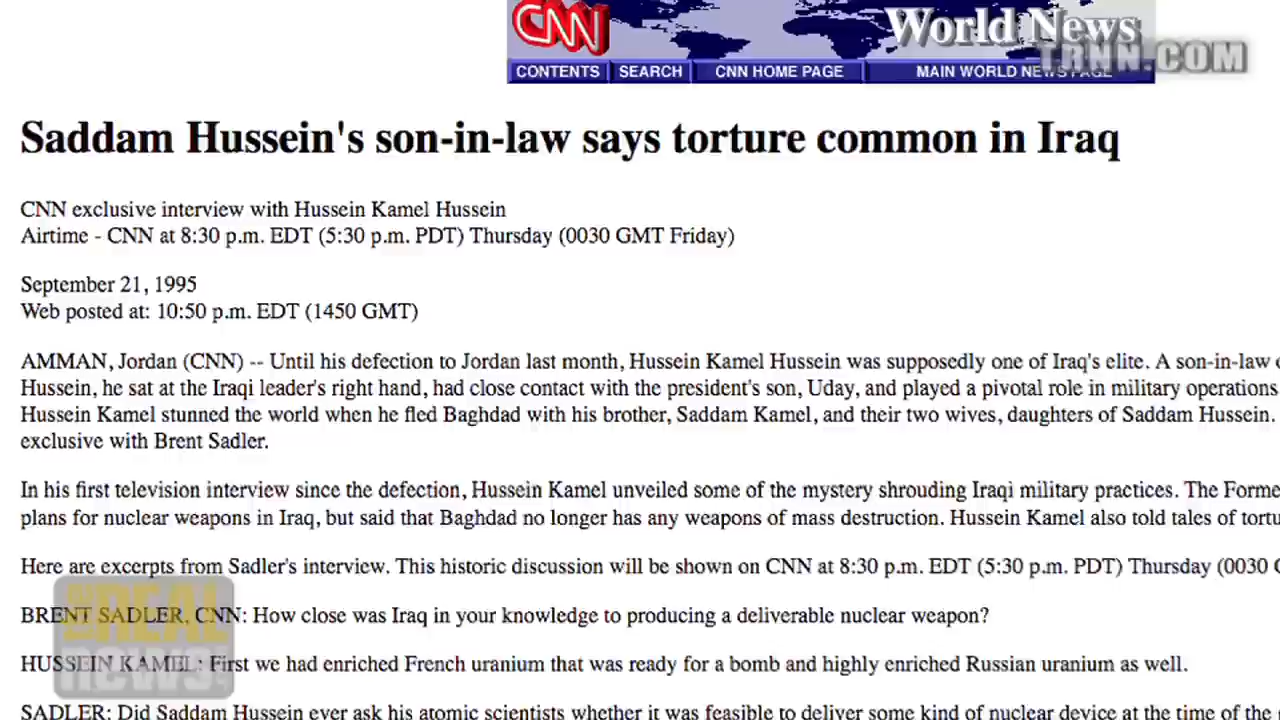 CNN World News
TRNN.COM
CONTENTS SEARCH CNN HOME PAGE MAIN WORLD NEWS PAGE
Saddam Hussein's son-in-law says torture common in Iraq
CNN exclusive interview with Hussein Kamel Hussein
Airtime - CNN at 8:30 p.m. EDT (5:30 p.m. PDT) Thursday (0030 GMT Friday)
September 21, 1995
Web posted at: 10:50 p.m. EDT (1450 GMT)
AMMAN, Jordan (CNN) -- Until his defection to Jordan last month, Hussein Kamel Hussein was supposedly one of Iraq's elite. A son-in-law
Hussein, he sat at the Iraqi leader's right hand, had close contact with the president's son, Uday, and played a pivotal role in military operations
Hussein Kamel stunned the world when he fled Baghdad with his brother, Saddam Kamel, and their two wives, daughters of Saddam Hussein.
exclusive with Brent Sadler.
In his first television interview since the defection, Hussein Kamel unveiled some of the mystery shrouding Iraqi military practices. The Forme
plans for nuclear weapons in Iraq, but said that Baghdad no longer has any weapons of mass destruction. Hussein Kamel also told tales of tortu
Here are excerpts from Sadler's interview. This historic discussion will be shown on CNN at 8:30 p.m. EDT (5:30 p.m. PDT) Thursday (0030
BRENT SADLER, CNN: How close was Iraq in your knowledge to producing a deliverable nuclear weapon?
HUSSEIN KAMEL: First we had enriched French uranium that was ready for a bomb and highly enriched Russian uranium as well.
THE REAL
news
SADLER: Did Saddam Hussein ever ask his atomic scientists whether it was feasible to deliver some kind of nuclear device at the time of the